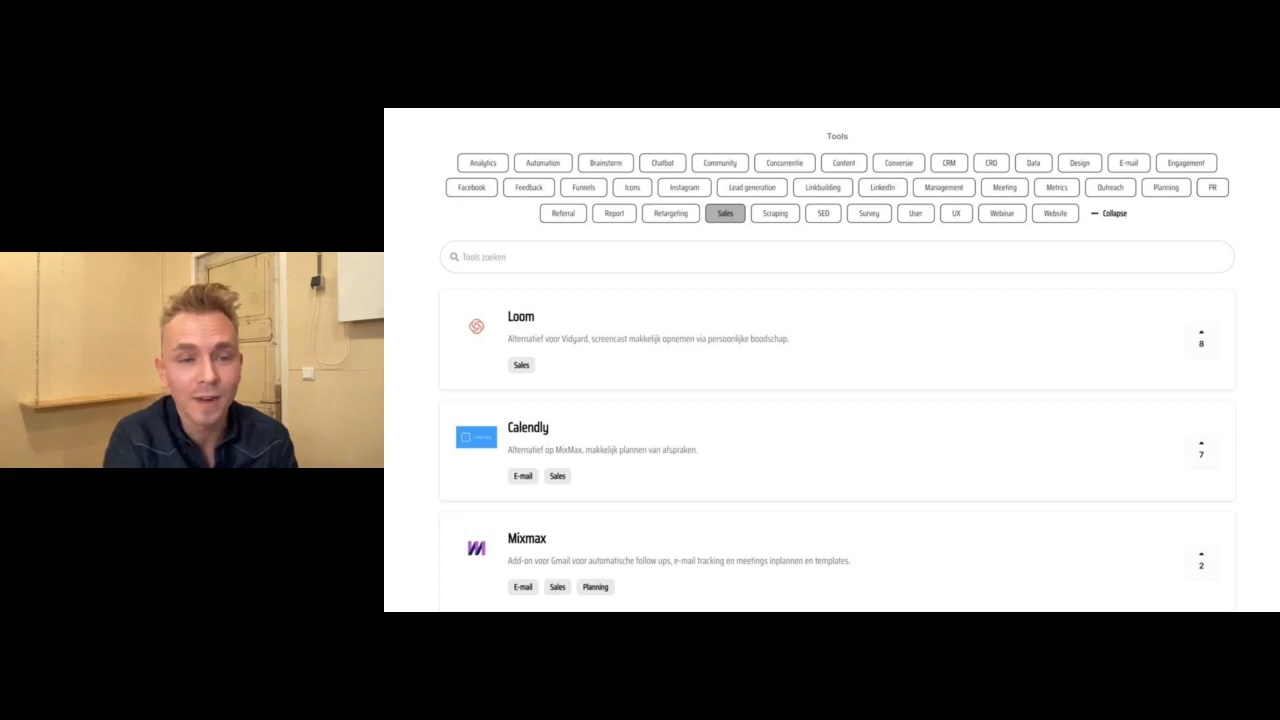 Tools
Analytics Automation Brainstorm Chatbot Community Concurrentie Content Conversie CRM CRO Data Design E-mail Engagement
Facebook Feedback Funnels Icons Instagram Lead generation Linkbuilding LinkedIn Management Meeting Metrics Outreach Planning PR
Referral Report Retargeting Sales Scraping SEO Survey User UX Webinar Website — Collapse
Tools zoeken
Loom
Alternatief voor Vidyard, screencast makkelijk opnemen via persoonlijke boodschap.
8
Sales
Calendly
Calendly
Alternatief op MixMax, makkelijk plannen van afspraken.
7
E-mail Sales
Mixmax
Add-on voor Gmail voor automatische follow ups, e-mail tracking en meetings inplannen en templates.
2
E-mail Sales Planning